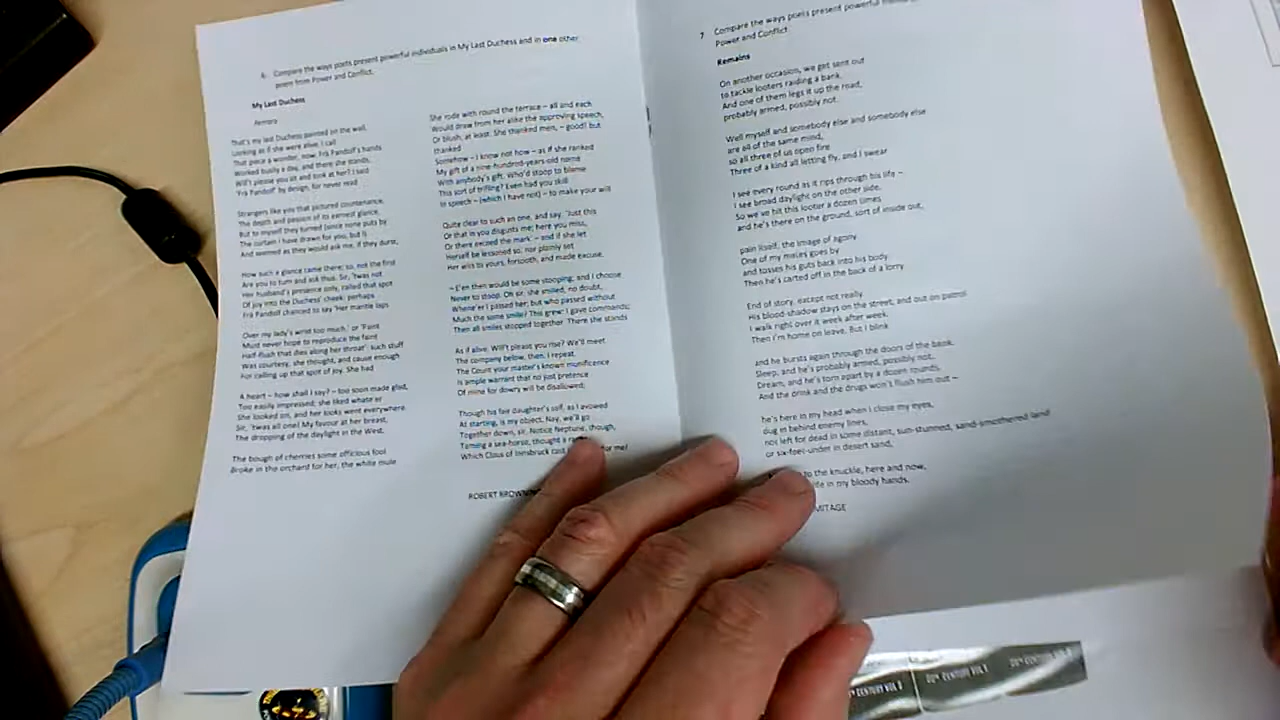 6. Compare the ways poets present powerful individuals in My Last Duchess and in one other
poem from Power and Conflict.
My Last Duchess
Ferrara
That's my last Duchess painted on the wall,
Looking as if she were alive. I call
That piece a wonder, now: Frà Pandolf's hands
Worked busily a day, and there she stands.
Will't please you sit and look at her? I said
'Frà Pandolf' by design, for never read
Strangers like you that pictured countenance,
The depth and passion of its earnest glance,
But to myself they turned (since none puts by
The curtain I have drawn for you, but I)
And seemed as they would ask me, if they durst,
How such a glance came there; so, not the first
Are you to turn and ask thus. Sir, 'twas not
Her husband's presence only, called that spot
Of joy into the Duchess' cheek: perhaps
Frà Pandolf chanced to say 'Her mantle laps
Over my lady's wrist too much,' or 'Paint
Must never hope to reproduce the faint
Half-flush that dies along her throat': such stuff
Was courtesy, she thought, and cause enough
For calling up that spot of joy. She had
A heart – how shall I say? – too soon made glad,
Too easily impressed; she liked whate'er
She looked on, and her looks went everywhere.
Sir, 'twas all one! My favour at her breast,
The dropping of the daylight in the West,
The bough of cherries some officious fool
Broke in the orchard for her, the white mule
She rode with round the terrace – all and each
Would draw from her alike the approving speech,
Or blush, at least. She thanked men, – good! but
thanked
Somehow – I know not how – as if she ranked
My gift of a nine-hundred-years-old name
With anybody's gift. Who'd stoop to blame
This sort of trifling? Even had you skill
In speech – (which I have not) – to make your will
Quite clear to such an one, and say, 'Just this
Or that in you disgusts me; here you miss,
Or there exceed the mark' – and if she let
Herself be lessoned so, nor plainly set
Her wits to yours, forsooth, and made excuse,
– E'en then would be some stooping; and I choose
Never to stoop. Oh sir, she smiled, no doubt,
Whene'er I passed her; but who passed without
Much the same smile? This grew; I gave commands;
Then all smiles stopped together. There she stands
As if alive. Will't please you rise? We'll meet
The company below, then. I repeat,
The Count your master's known munificence
Is ample warrant that no just pretence
Of mine for dowry will be disallowed;
Though his fair daughter's self, as I avowed
At starting, is my object. Nay, we'll go
Together down, sir. Notice Neptune, though,
Taming a sea-horse, thought a
Which Claus of Innsbruck cast for me!
ROBERT BROWNING
7 Compare the ways poets present powerful
Power and Conflict
Remains
On another occasion, we get sent out
to tackle looters raiding a bank.
And one of them legs it up the road,
probably armed, possibly not.
Well myself and somebody else and somebody else
are all of the same mind,
so all three of us open fire.
Three of a kind all letting fly, and I swear
I see every round as it rips through his life –
I see broad daylight on the other side.
So we've hit this looter a dozen times
and he's there on the ground, sort of inside out,
pain itself, the image of agony.
One of my mates goes by
and tosses his guts back into his body.
Then he's carted off in the back of a lorry.
End of story, except not really.
His blood-shadow stays on the street, and out on patrol
I walk right over it week after week.
Then I'm home on leave. But I blink
and he bursts again through the doors of the bank.
Sleep, and he's probably armed, possibly not.
Dream, and he's torn apart by a dozen rounds.
And the drink and the drugs won't flush him out –
he's here in my head when I close my eyes,
dug in behind enemy lines,
not left for dead in some distant, sun-stunned, sand-smothered land
or six-feet-under in desert sand,
to the knuckle, here and now,
life in my bloody hands.
MITAGE
CENTURY VOL
20TH CENTURY VOL
20TH CENTURY VOL